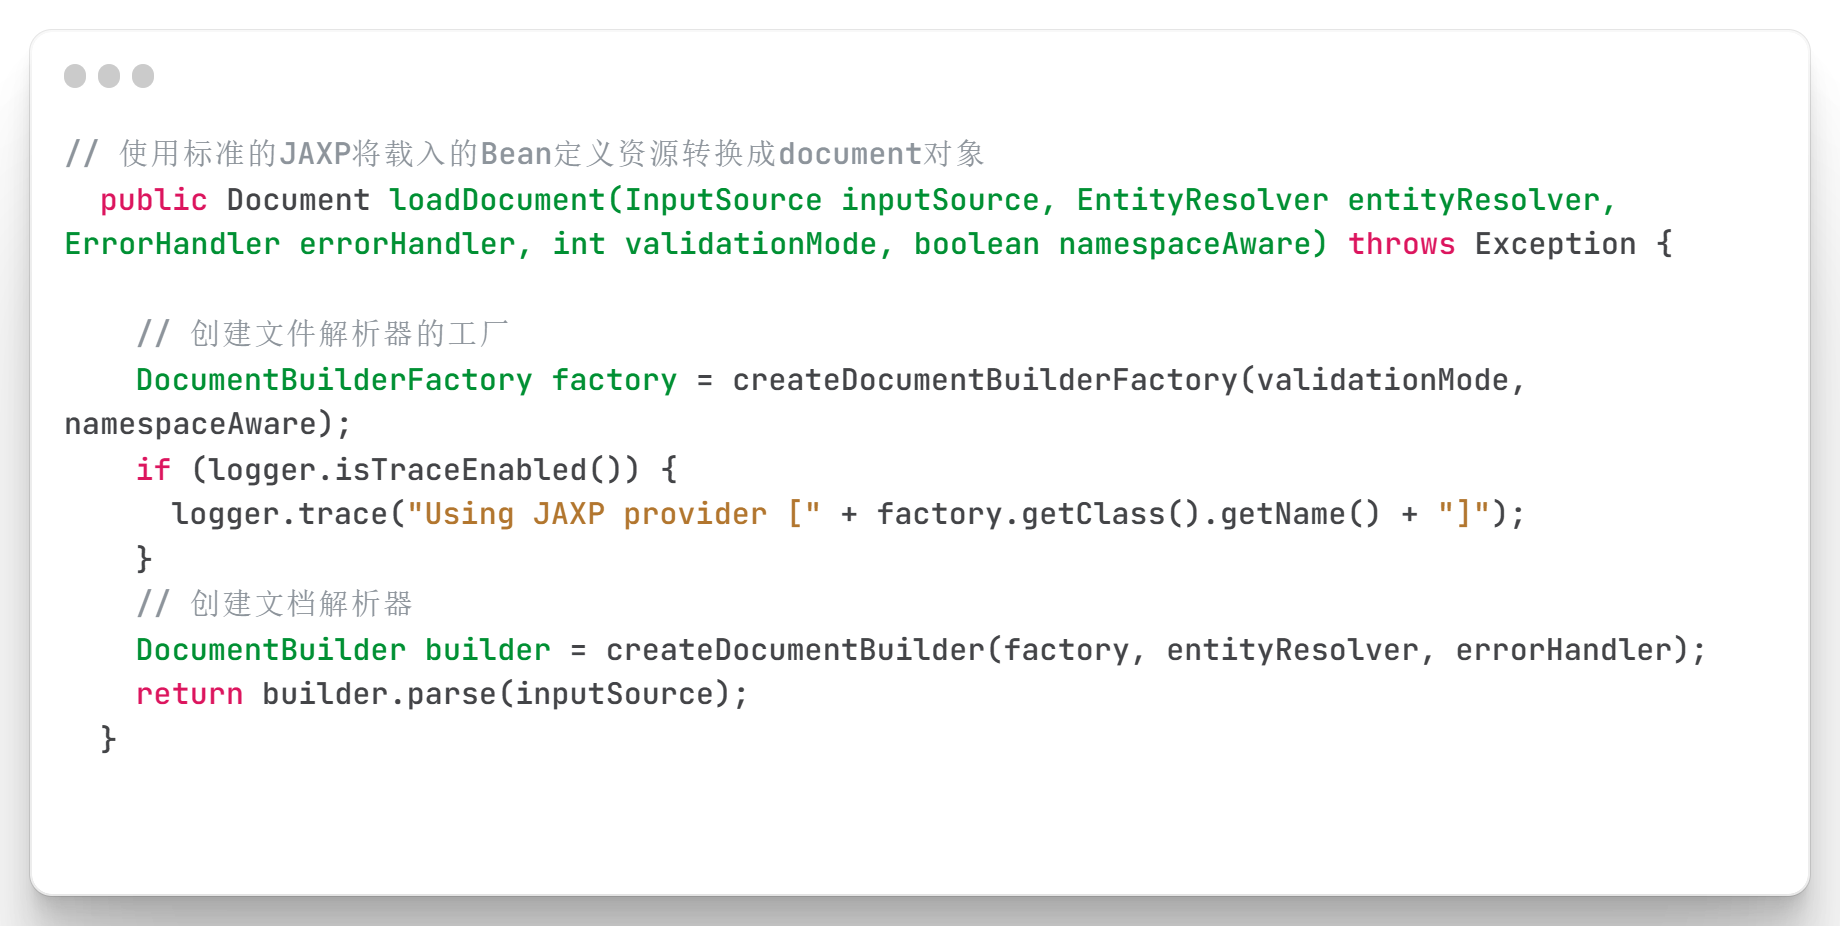 // 使用标准的JAXP将载入的Bean定义资源转换成document对象
  public Document loadDocument(InputSource inputSource, EntityResolver entityResolver,
ErrorHandler errorHandler, int validationMode, boolean namespaceAware) throws Exception {
    // 创建文件解析器的工厂
    DocumentBuilderFactory factory = createDocumentBuilderFactory(validationMode,
namespaceAware);
    if (logger.isTraceEnabled()) {
      logger.trace("Using JAXP provider [" + factory.getClass().getName() + "]");
    }
    // 创建文档解析器
    DocumentBuilder builder = createDocumentBuilder(factory, entityResolver, errorHandler);
    return builder.parse(inputSource);
  }